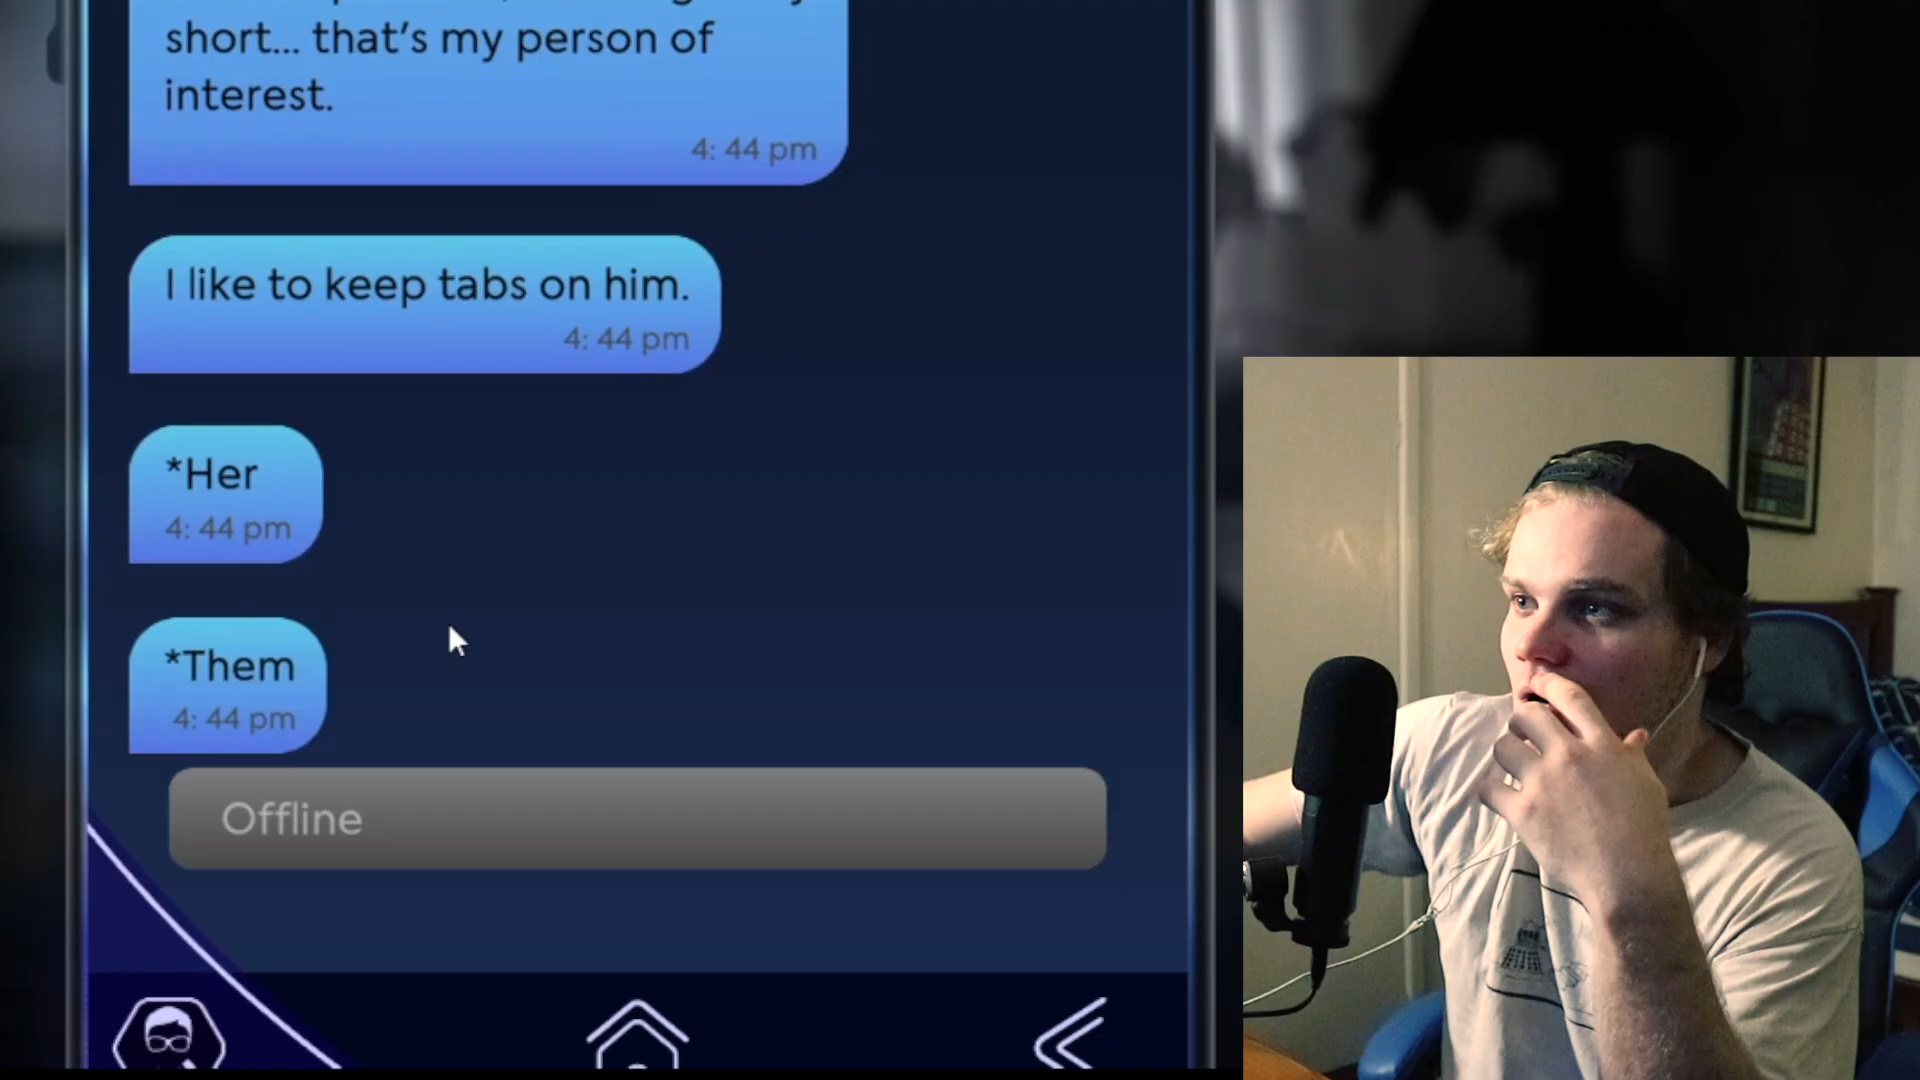 short... that's my person of
interest.
4: 44 pm
I like to keep tabs on him.
4: 44 pm
*Her
4: 44 pm
*Them
4: 44 pm
Offline